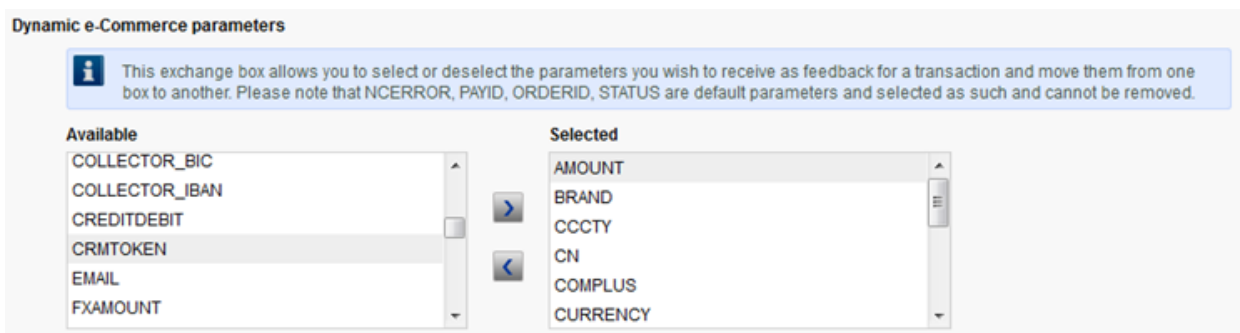 Dynamic e-Commerce parameters
This exchange box allows you to select or deselect the parameters you wish to receive as feedback for a transaction and move them from one
box to another. Please note that NCERROR, PAYID, ORDERID, STATUS are default parameters and selected as such and cannot be removed.
Available
COLLECTOR_BIC
COLLECTOR_IBAN
CREDITDEBIT
CRMTOKEN
EMAIL
FXAMOUNT
Selected
AMOUNT
BRAND
CCCTY
CN
COMPLUS
CURRENCY